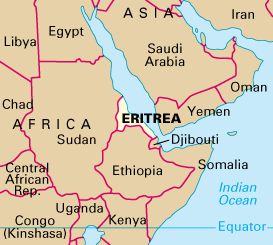 ASIA
Iran
Egypt
Libya
Saudi
Arabia
Oman
Chad
ERITREA
Yemen
AFRICA
Djibouti
Sudan
Ethiopia
Somalia
Central
African
Rep.
Indian
Ocean
Uganda
Congo
(Kinshasa)
Kenya
Equator